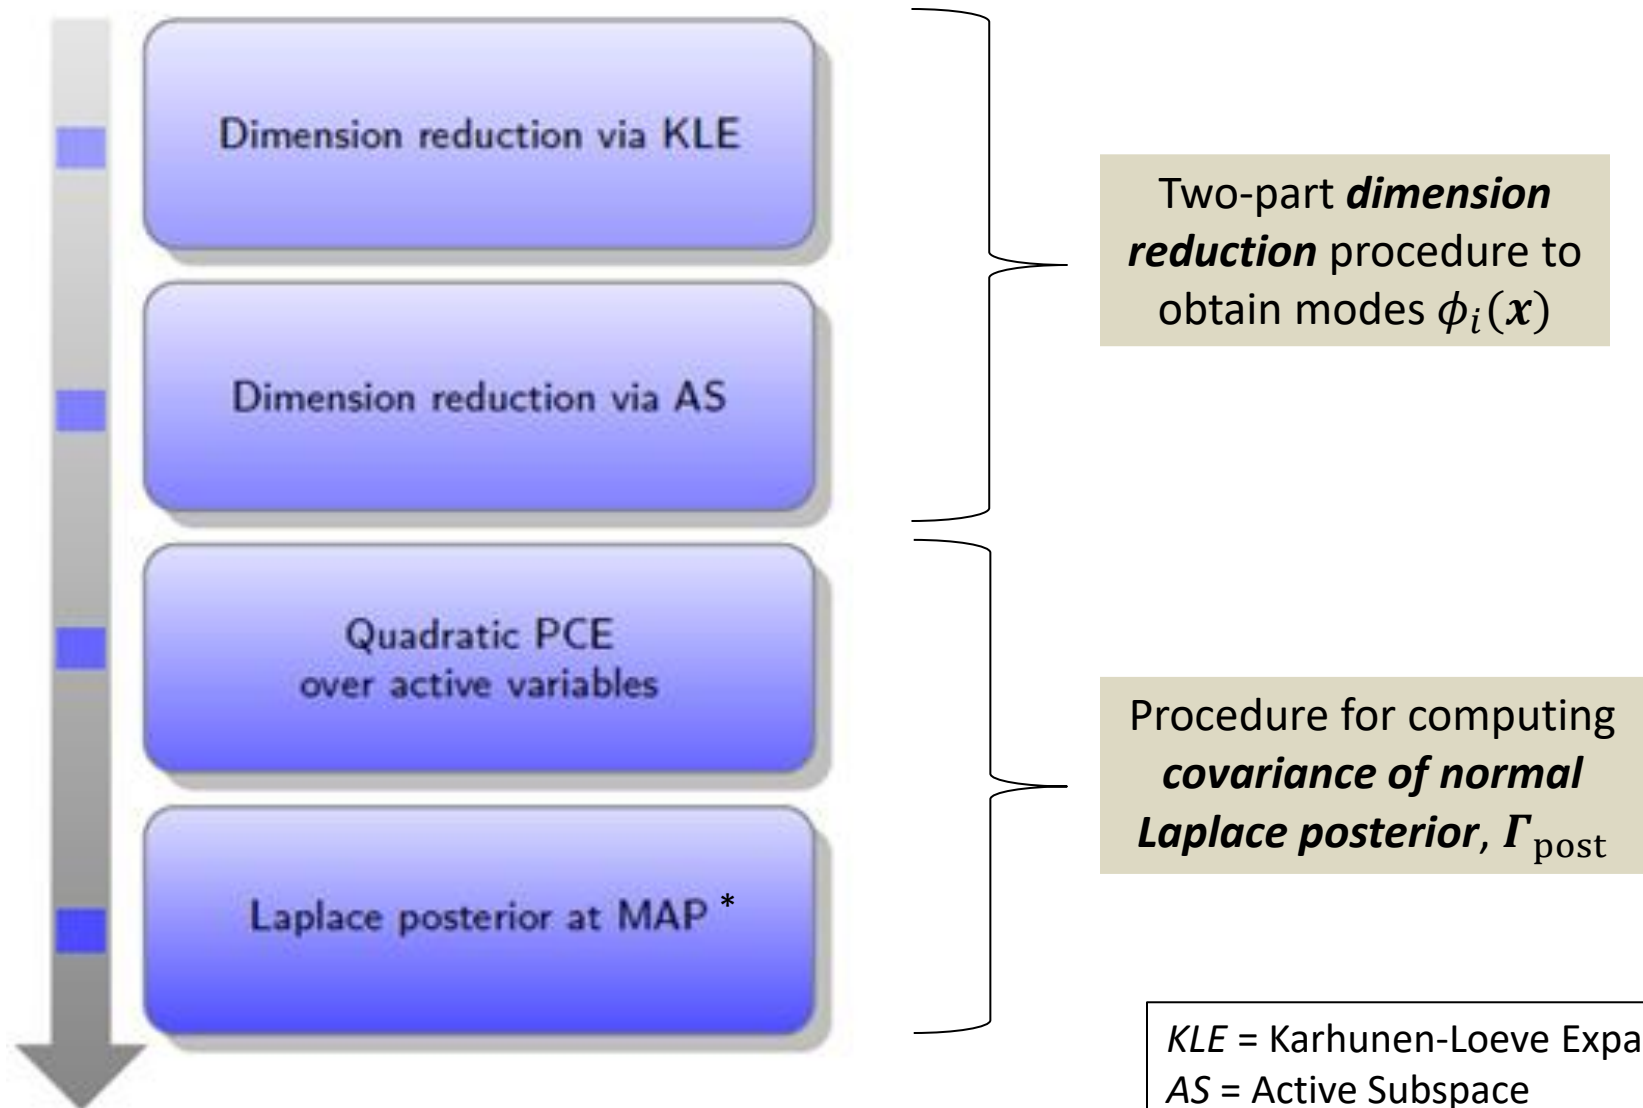 Dimension reduction via KLE
Two-part dimension
reduction procedure to
obtain modes ϕᵢ(𝒙)
Dimension reduction via AS
Quadratic PCE
over active variables
Procedure for computing
covariance of normal
Laplace posterior, 𝜞post
Laplace posterior at MAP *
KLE = Karhunen-Loeve Expa
AS = Active Subspace